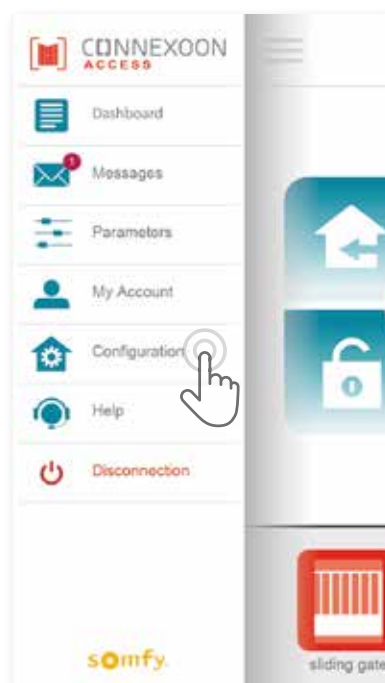 CONNEXOON
ACCESS
Dashboard
1
Messages
Parameters
My Account
Configuration
Help
Disconnection
somfy.
sliding gate